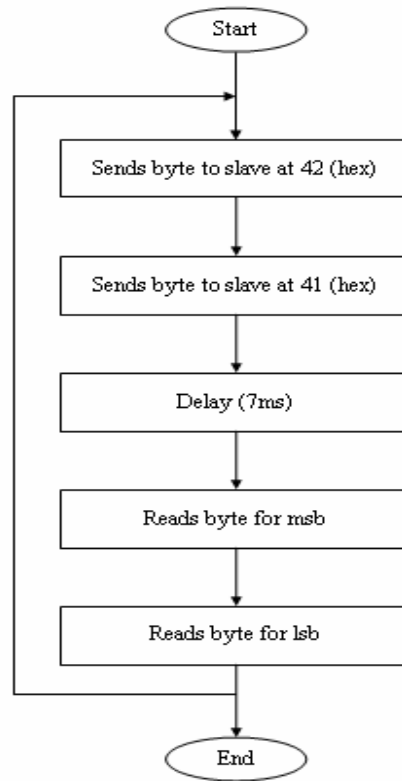 Start
Sends byte to slave at 42 (hex)
Sends byte to slave at 41 (hex)
Delay (7ms)
Reads byte for msb
Reads byte for lsb
End